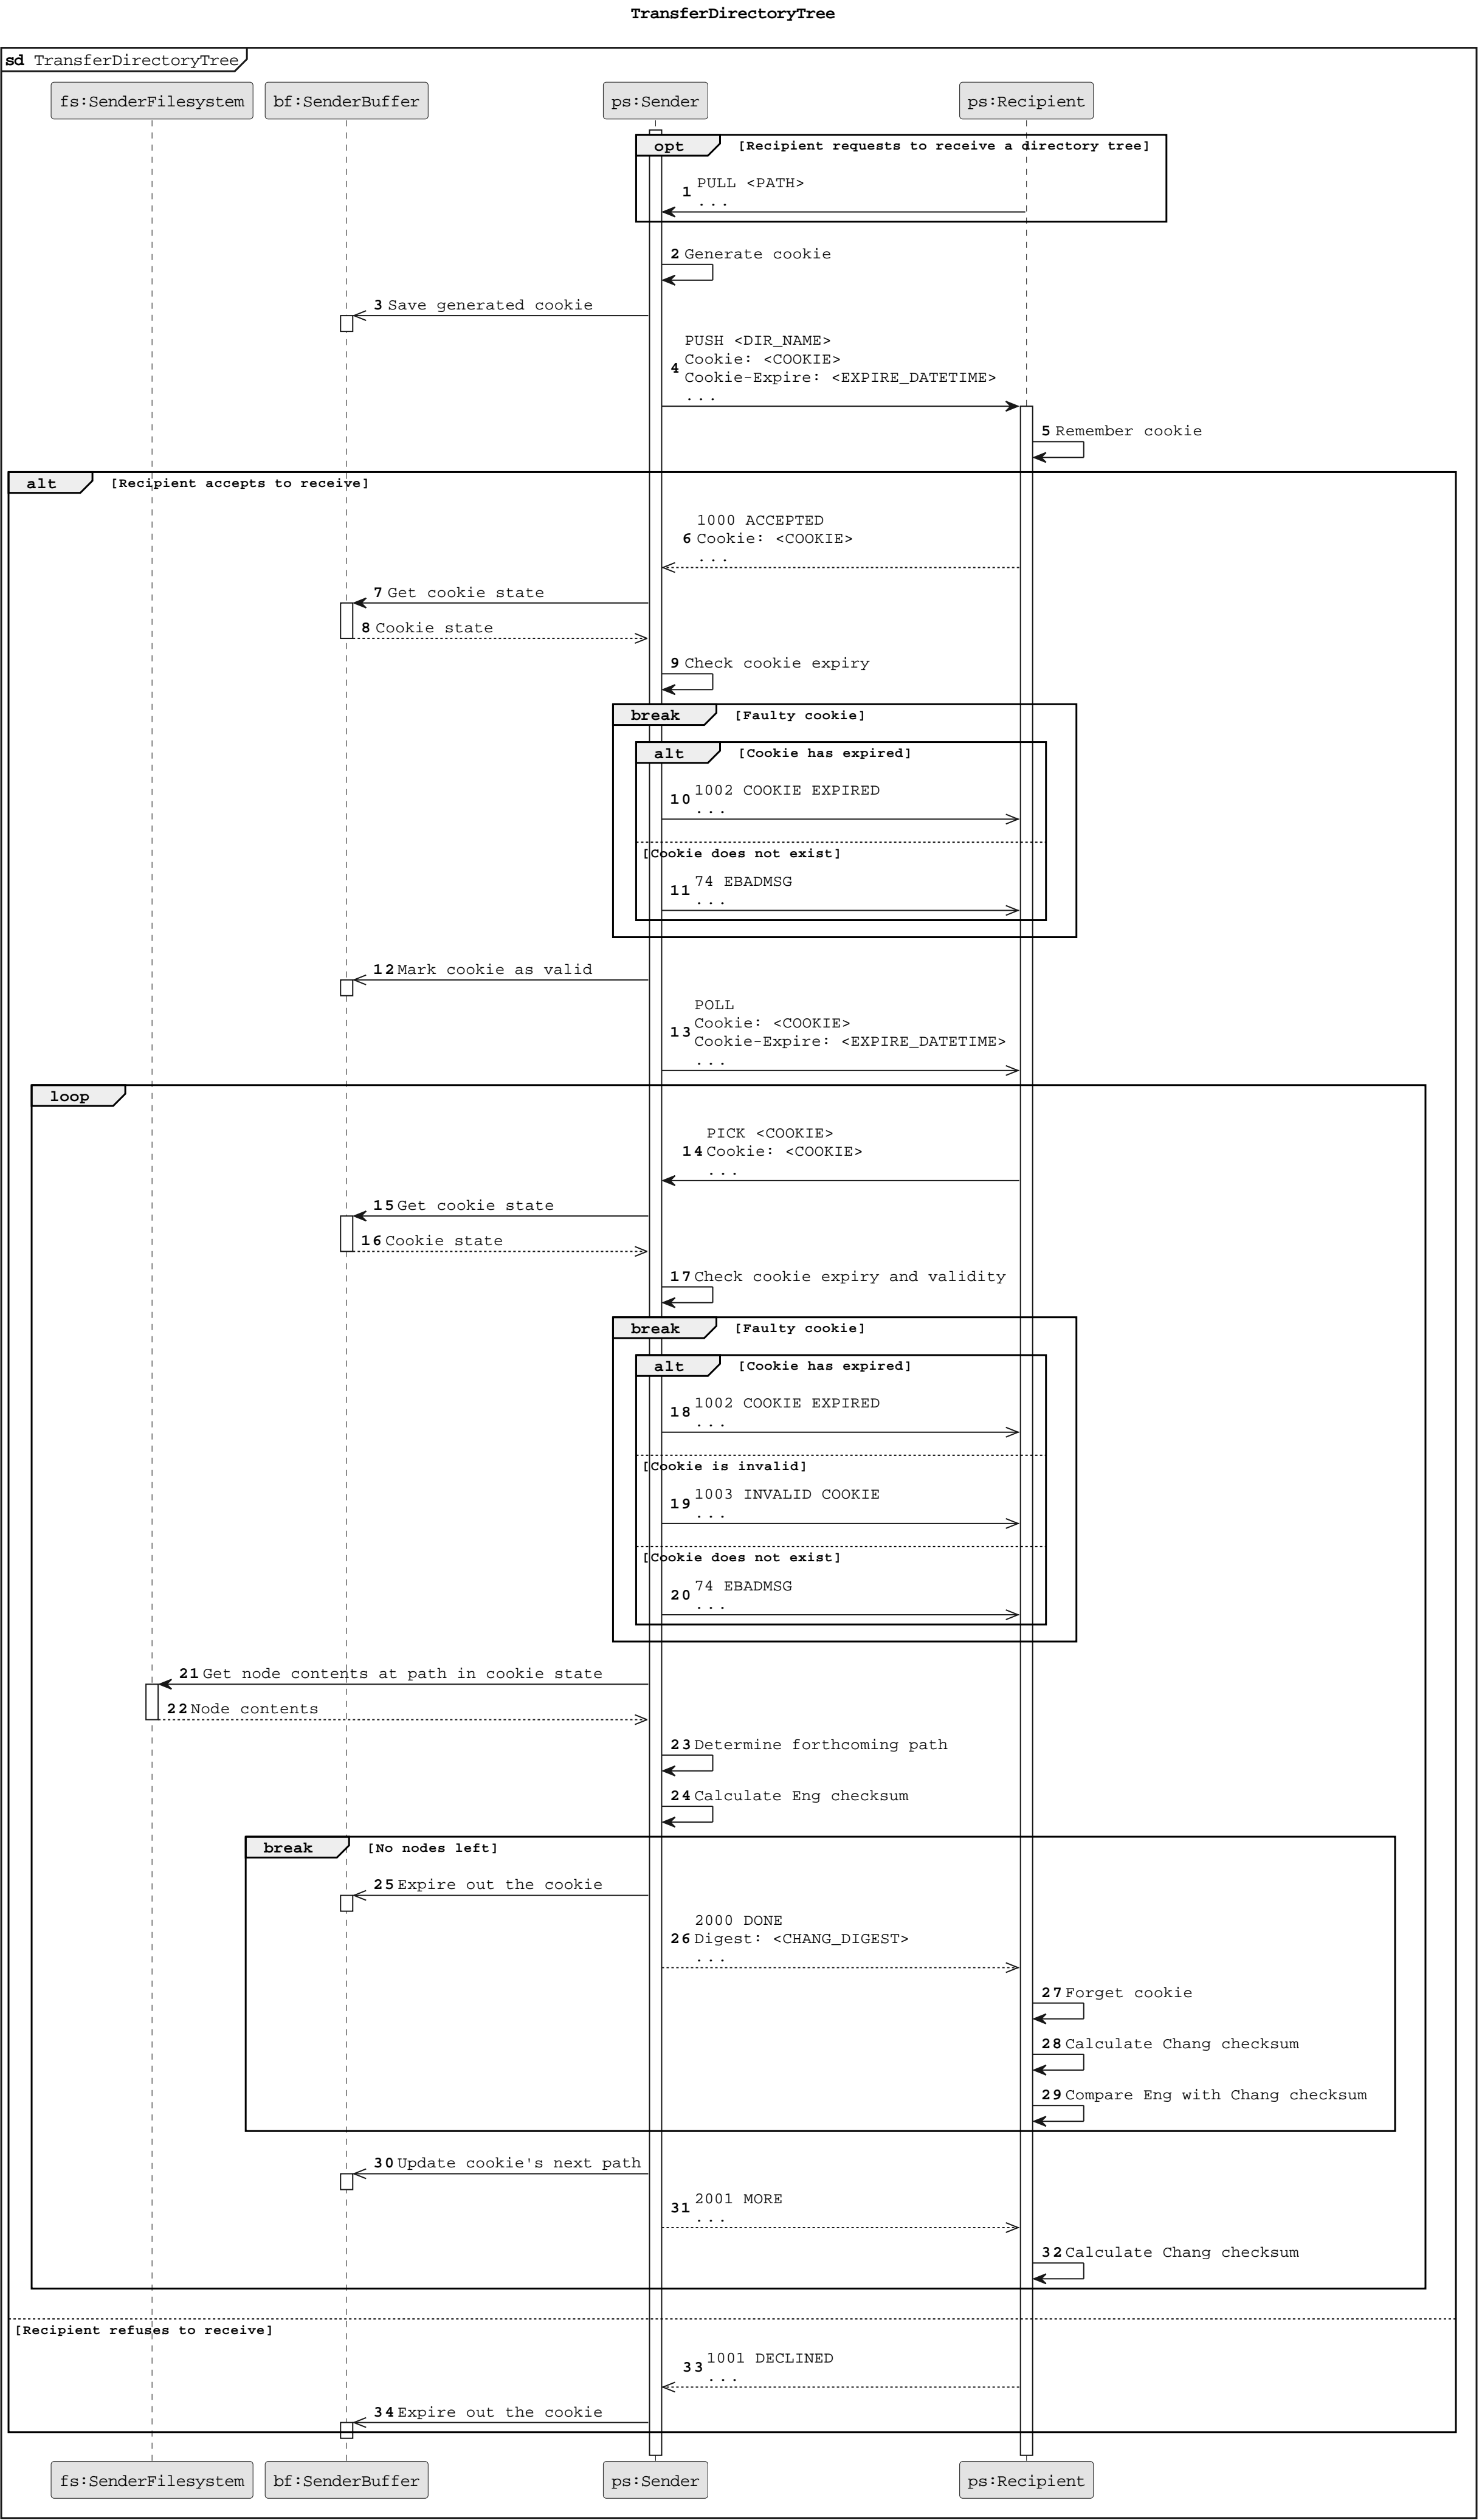 TransferDirectoryTree
sd TransferDirectoryTree
fs:SenderFilesystem bf:SenderBuffer ps:Sender ps:Recipient
opt [Recipient requests to receive a directory tree]
1 PULL <PATH>
...
2 Generate cookie
3 Save generated cookie
PUSH <DIR_NAME>
Cookie: <COOKIE>
4 Cookie-Expire: <EXPIRE_DATETIME>
...
5 Remember cookie
alt [Recipient accepts to receive]
1000 ACCEPTED
6 Cookie: <COOKIE>
...
7 Get cookie state
8 Cookie state
9 Check cookie expiry
break [Faulty cookie]
alt [Cookie has expired]
10 1002 COOKIE EXPIRED
...
[Cookie does not exist]
11 74 EBADMSG
...
12 Mark cookie as valid
POLL
Cookie: <COOKIE>
13 Cookie-Expire: <EXPIRE_DATETIME>
...
loop
PICK <COOKIE>
14 Cookie: <COOKIE>
...
15 Get cookie state
16 Cookie state
17 Check cookie expiry and validity
break [Faulty cookie]
alt [Cookie has expired]
18 1002 COOKIE EXPIRED
...
[Cookie is invalid]
19 1003 INVALID COOKIE
...
[Cookie does not exist]
20 74 EBADMSG
...
21 Get node contents at path in cookie state
22 Node contents
23 Determine forthcoming path
24 Calculate Eng checksum
break [No nodes left]
25 Expire out the cookie
2000 DONE
26 Digest: <CHANG_DIGEST>
...
27 Forget cookie
28 Calculate Chang checksum
29 Compare Eng with Chang checksum
30 Update cookie's next path
31 2001 MORE
...
32 Calculate Chang checksum
[Recipient refuses to receive]
33 1001 DECLINED
...
34 Expire out the cookie
fs:SenderFilesystem bf:SenderBuffer ps:Sender ps:Recipient